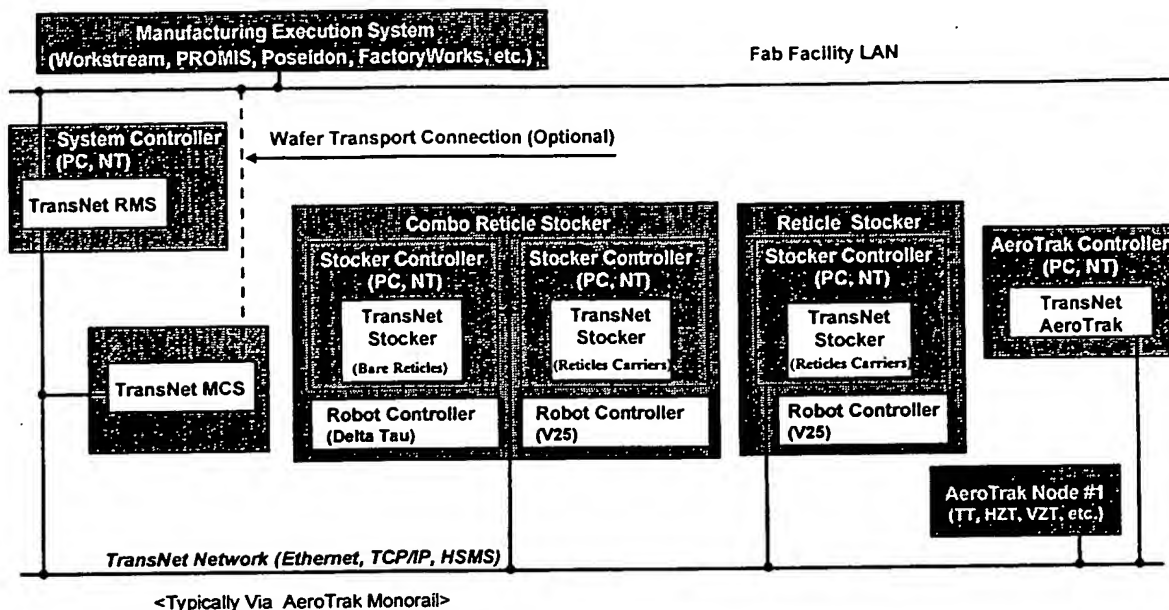 Manufacturing Execution System
(Workstream, PROMIS, Poseidon, FactoryWorks, etc.)
Fab Facility LAN
System Controller
(PC, NT)
TransNet RMS
Wafer Transport Connection (Optional)
TransNet MCS
Combo Reticle Stocker
Stocker Controller
(PC, NT)
TransNet
Stocker
(Bare Reticles)
Robot Controller
(Delta Tau)
Stocker Controller
(PC, NT)
TransNet
Stocker
(Reticles Carriers)
Robot Controller
(V25)
Reticle Stocker
Stocker Controller
(PC, NT)
TransNet
Stocker
(Reticles Carriers)
Robot Controller
(V25)
AeroTrak Controller
(PC, NT)
TransNet
AeroTrak
AeroTrak Node #1
(TT, HZT, VZT, etc.)
TransNet Network (Ethernet, TCP/IP, HSMS)
<Typically Via AeroTrak Monorail>